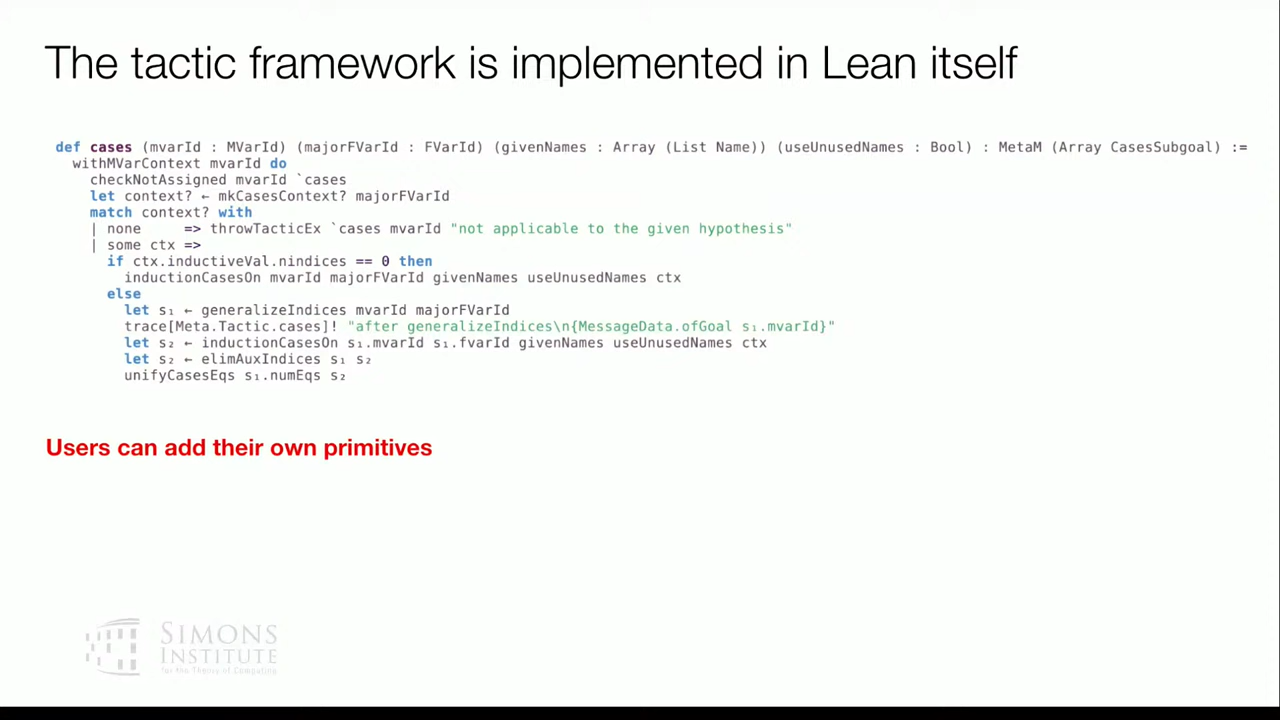 The tactic framework is implemented in Lean itself
def cases (mvarId : MVarId) (majorFVarId : FVarId) (givenNames : Array (List Name)) (useUnusedNames : Bool) : MetaM (Array CasesSubgoal) :=
  withMVarContext mvarId do
    checkNotAssigned mvarId `cases
    let context? ← mkCasesContext? majorFVarId
    match context? with
    | none     => throwTacticEx `cases mvarId "not applicable to the given hypothesis"
    | some ctx =>
      if ctx.inductiveVal.nindices == 0 then
        inductionCasesOn mvarId majorFVarId givenNames useUnusedNames ctx
      else
        let s₁ ← generalizeIndices mvarId majorFVarId
        trace[Meta.Tactic.cases]! "after generalizeIndices\n{MessageData.ofGoal s₁.mvarId}"
        let s₂ ← inductionCasesOn s₁.mvarId s₁.fvarId givenNames useUnusedNames ctx
        let s₂ ← elimAuxIndices s₁ s₂
        unifyCasesEqs s₁.numEqs s₂
Users can add their own primitives
SIMONS
INSTITUTE
for the Theory of Computing